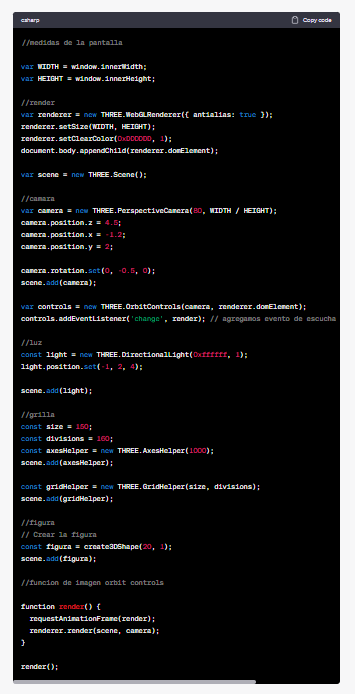 csharp
Copy code
//medidas de la pantalla
var WIDTH = window.innerWidth;
var HEIGHT = window.innerHeight;
//render
var renderer = new THREE.WebGLRenderer({ antialias: true });
renderer.setSize(WIDTH, HEIGHT);
renderer.setClearColor(0xDDDDDD, 1);
document.body.appendChild(renderer.domElement);
var scene = new THREE.Scene();
//camara
var camera = new THREE.PerspectiveCamera(80, WIDTH / HEIGHT);
camera.position.z = 4.5;
camera.position.x = -1.2;
camera.position.y = 2;
camera.rotation.set(0, -0.5, 0);
scene.add(camera);
var controls = new THREE.OrbitControls(camera, renderer.domElement);
controls.addEventListener('change', render); // agregamos evento de escucha
//luz
const light = new THREE.DirectionalLight(0xffffff, 1);
light.position.set(-1, 2, 4);
scene.add(light);
//grilla
const size = 150;
const divisions = 160;
const axesHelper = new THREE.AxesHelper(1000);
scene.add(axesHelper);
const gridHelper = new THREE.GridHelper(size, divisions);
scene.add(gridHelper);
//figura
// Crear la figura
const figura = create3DShape(20, 1);
scene.add(figura);
//funcion de imagen orbit controls
function render() {
requestAnimationFrame(render);
renderer.render(scene, camera);
}
render();